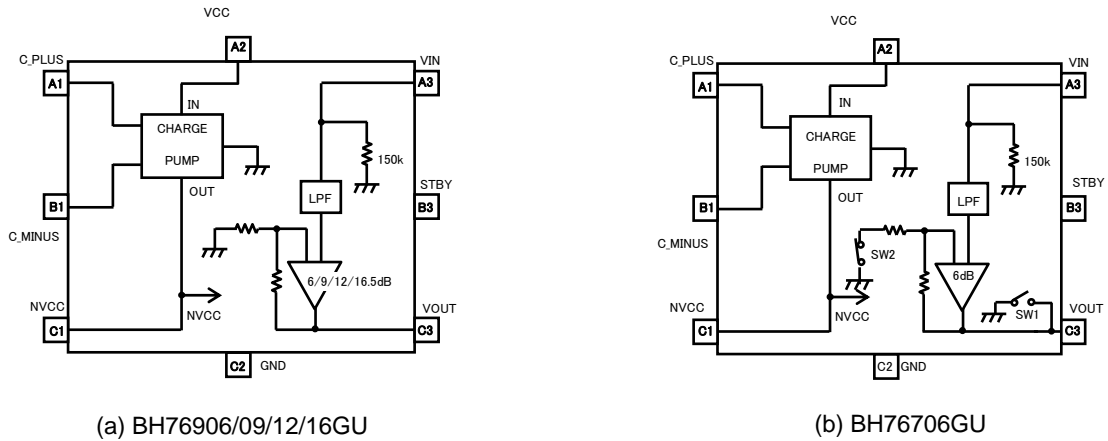 VCC
A2
C_PLUS
A1
VIN
A3
IN
CHARGE
PUMP
OUT
150k
LPF
STBY
B1
B3
C_MINUS
6/9/12/16.5dB
NVCC
NVCC
VOUT
C1
C3
C2
GND
(a) BH76906/09/12/16GU
VCC
A2
C_PLUS
A1
VIN
A3
IN
CHARGE
PUMP
OUT
150k
LPF
STBY
B1
B3
C_MINUS
SW2
6dB
NVCC
NVCC
SW1
VOUT
C1
C3
C2
GND
(b) BH76706GU